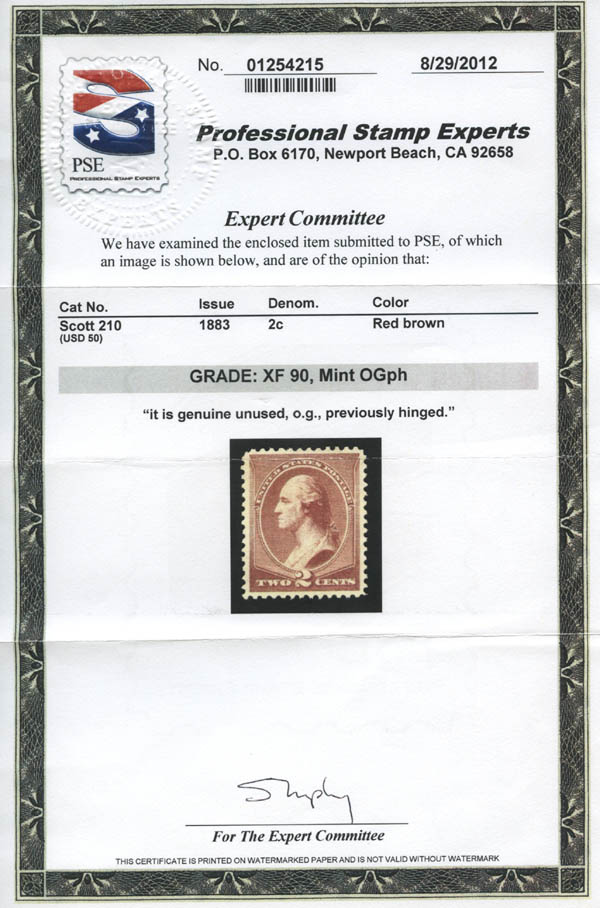 No. 01254215 8/29/2012
PSE
PROFESSIONAL STAMP EXPERTS
EXPERTS
Professional Stamp Experts
P.O. Box 6170, Newport Beach, CA 92658
Expert Committee
We have examined the enclosed item submitted to PSE, of which
an image is shown below, and are of the opinion that:
Cat No. Issue Denom. Color
Scott 210 1883 2c Red brown
(USD 50)
GRADE: XF 90, Mint OGph
“it is genuine unused, o.g., previously hinged.”
UNITED STATES POSTAGE
TWO 2 CENTS
For The Expert Committee
THIS CERTIFICATE IS PRINTED ON WATERMARKED PAPER AND IS NOT VALID WITHOUT WATERMARK